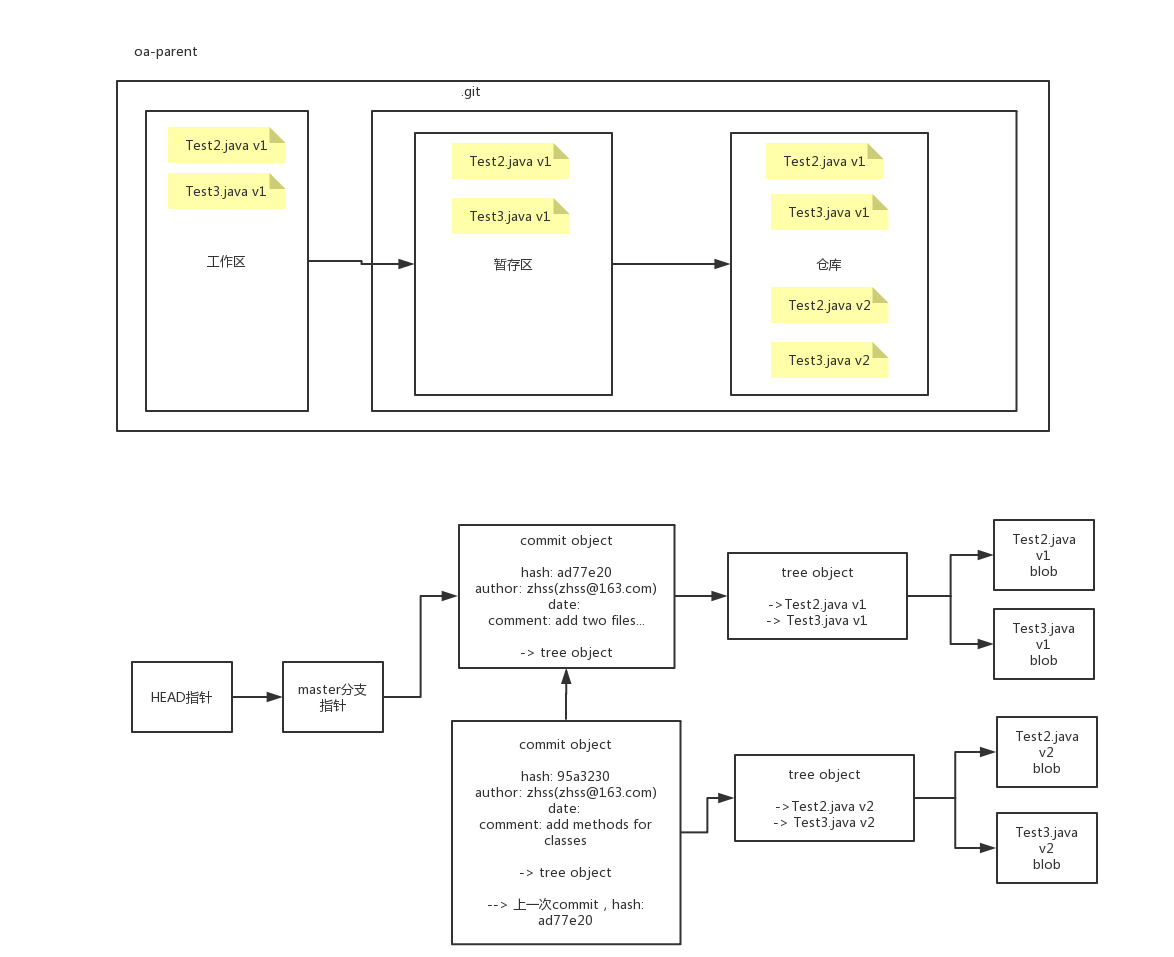 oa-parent
.git
Test2.java v1
Test3.java v1
工作区
Test2.java v1
Test3.java v1
暂存区
Test2.java v1
Test3.java v1
仓库
Test2.java v2
Test3.java v2
commit object
hash: ad77e20
author: zhss(zhss@163.com)
date:
comment: add two files...
-> tree object
tree object
->Test2.java v1
-> Test3.java v1
Test2.java
v1
blob
Test3.java
v1
blob
HEAD指针
master分支
指针
commit object
hash: 95a3230
author: zhss(zhss@163.com)
date:
comment: add methods for
classes
-> tree object
--> 上一次commit，hash:
ad77e20
tree object
->Test2.java v2
-> Test3.java v2
Test2.java
v2
blob
Test3.java
v2
blob